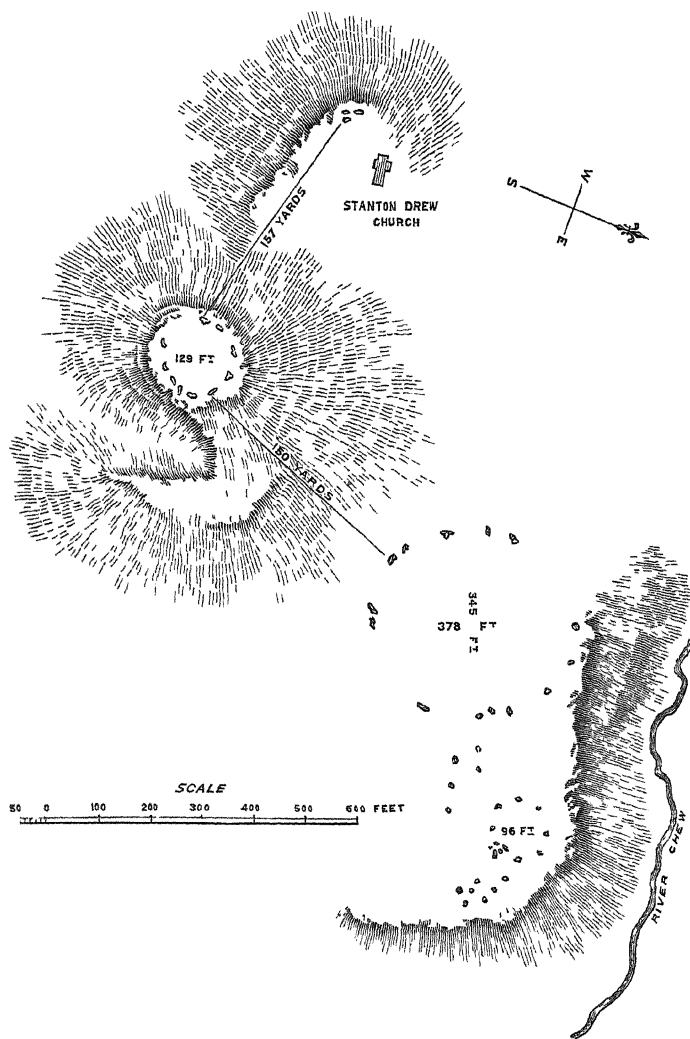 S
W
E
STANTON DREW
CHURCH
157 YARDS
129 FT
150 YARDS
345 FT
378 FT
SCALE
50 0 100 200 300 400 500 600 FEET
96 FT
RIVER CHEW